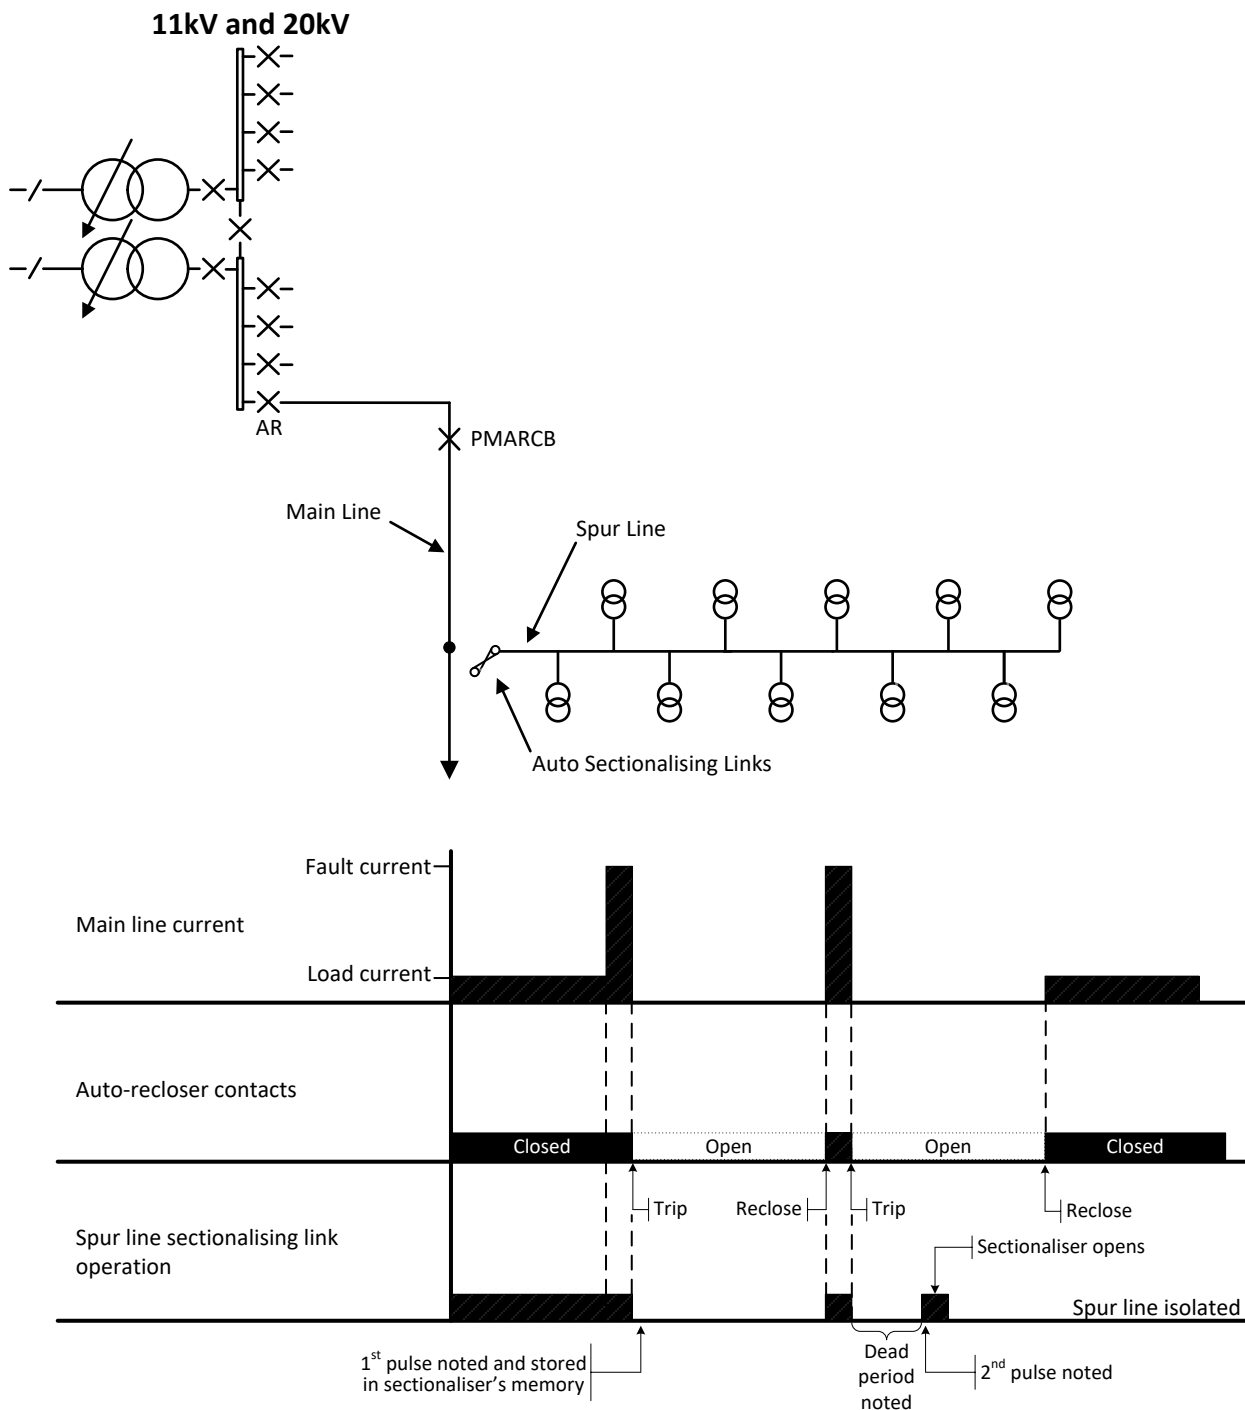 11kV and 20kV
AR
PMARCB
Main Line
Spur Line
Auto Sectionalising Links
Fault current
Main line current
Load current
Auto-recloser contacts
Closed
Open
Open
Closed
Trip
Reclose
Trip
Reclose
Spur line sectionalising link
operation
Sectionaliser opens
Spur line isolated
1st pulse noted and stored
in sectionaliser's memory
Dead
period
noted
2nd pulse noted